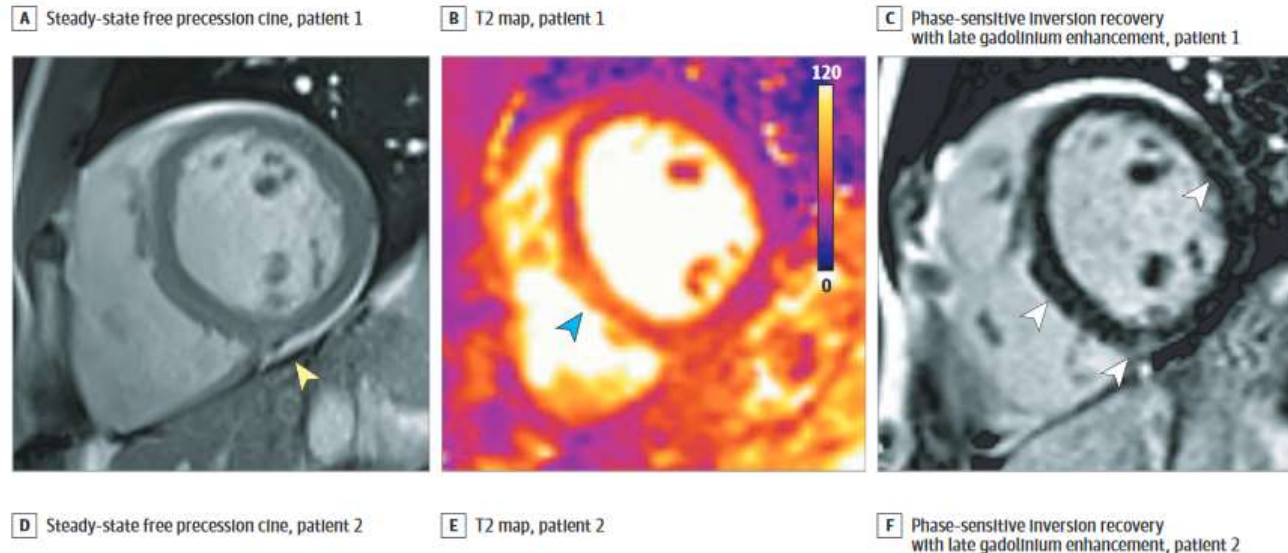 A Steady-state free precession cine, patient 1
B T2 map, patient 1
C Phase-sensitive inversion recovery
with late gadolinium enhancement, patient 1
120
0
D Steady-state free precession cine, patient 2
E T2 map, patient 2
F Phase-sensitive inversion recovery
with late gadolinium enhancement, patient 2